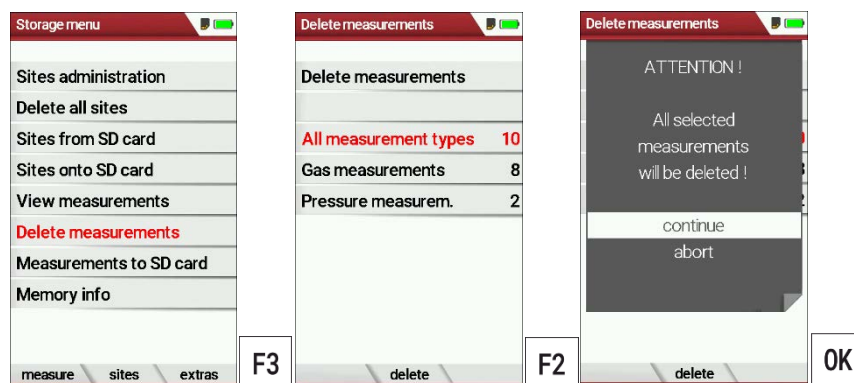 Storage menu
Sites administration
Delete all sites
Sites from SD card
Sites onto SD card
View measurements
Delete measurements
Measurements to SD card
Memory info
measure sites extras
F3
Delete measurements
Delete measurements
All measurement types 10
Gas measurements 8
Pressure measurem. 2
delete
F2
Delete measurements
ATTENTION !
All selected
measurements
will be deleted !
continue
abort
delete
OK